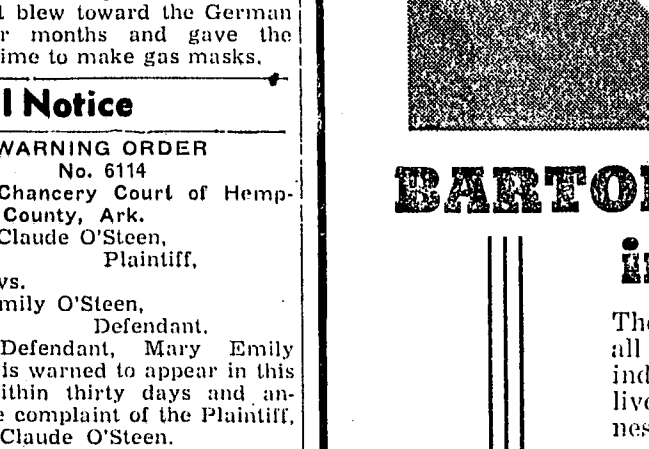 blew toward the German
months and gave the
ime to make gas masks.
l Notice
WARNING ORDER
No. 6114
Chancery Court of Hemp-
County, Ark.
Claude O'Steen,
Plaintiff,
vs.
mily O'Steen,
Defendant.
Defendant, Mary Emily
is warned to appear in this
ithin thirty days and an-
e complaint of the Plaintiff,
Claude O'Steen.
BARTO
i
The
all
ind
live
nes